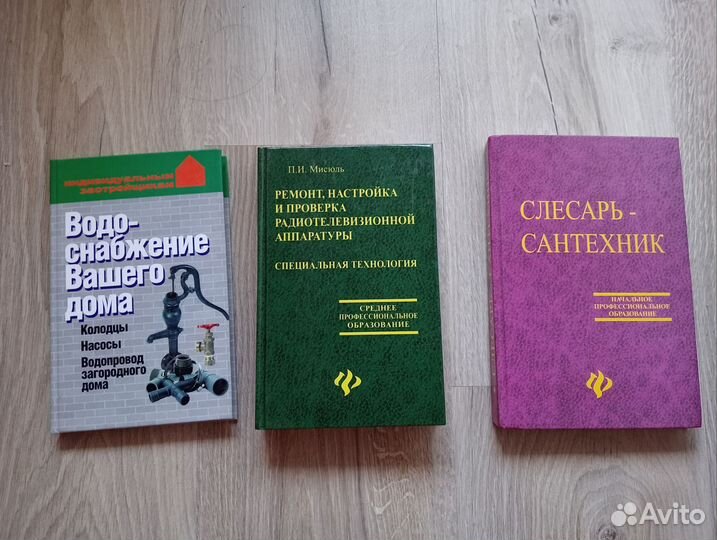 индивидуальным
застройщикам
Водо-
снабжение
Вашего
дома
Колодцы
Насосы
Водопровод
загородного
дома
П.И. Мисюль
РЕМОНТ, НАСТРОЙКА
И ПРОВЕРКА
РАДИОТЕЛЕВИЗИОННОЙ
АППАРАТУРЫ
СПЕЦИАЛЬНАЯ ТЕХНОЛОГИЯ
СРЕДНЕЕ
ПРОФЕССИОНАЛЬНОЕ
ОБРАЗОВАНИЕ
СЛЕСАРЬ -
САНТЕХНИК
НАЧАЛЬНОЕ
ПРОФЕССИОНАЛЬНОЕ
ОБРАЗОВАНИЕ
Avito